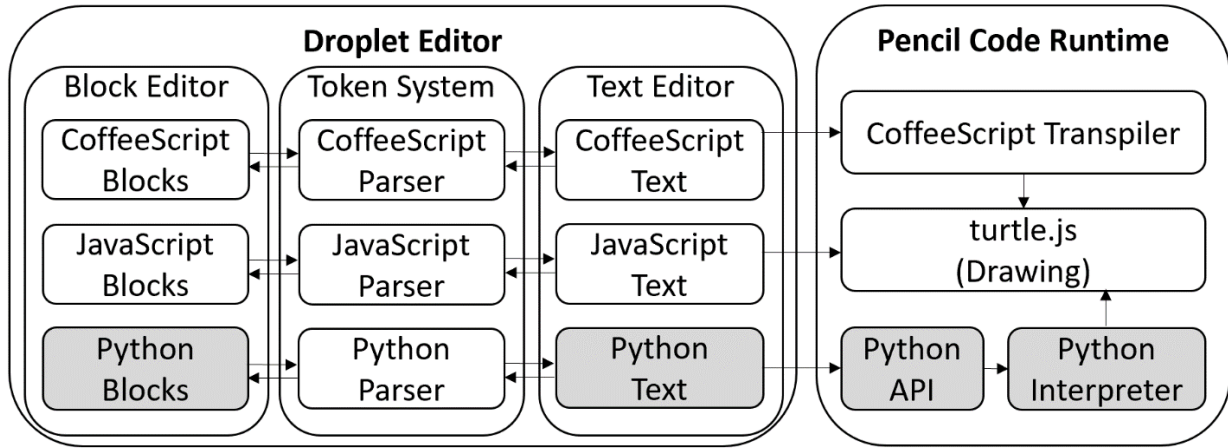 Droplet Editor
Pencil Code Runtime
Block Editor
Token System
Text Editor
CoffeeScript
Blocks
CoffeeScript
Parser
CoffeeScript
Text
CoffeeScript Transpiler
JavaScript
Blocks
JavaScript
Parser
JavaScript
Text
turtle.js
(Drawing)
Python
Blocks
Python
Parser
Python
Text
Python
API
Python
Interpreter